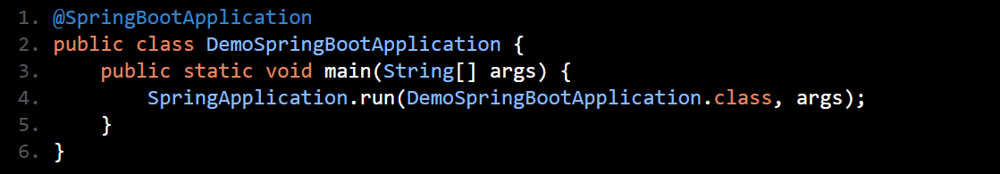 1. @SpringBootApplication
2. public class DemoSpringBootApplication {
3.     public static void main(String[] args) {
4.         SpringApplication.run(DemoSpringBootApplication.class, args);
5.     }
6. }